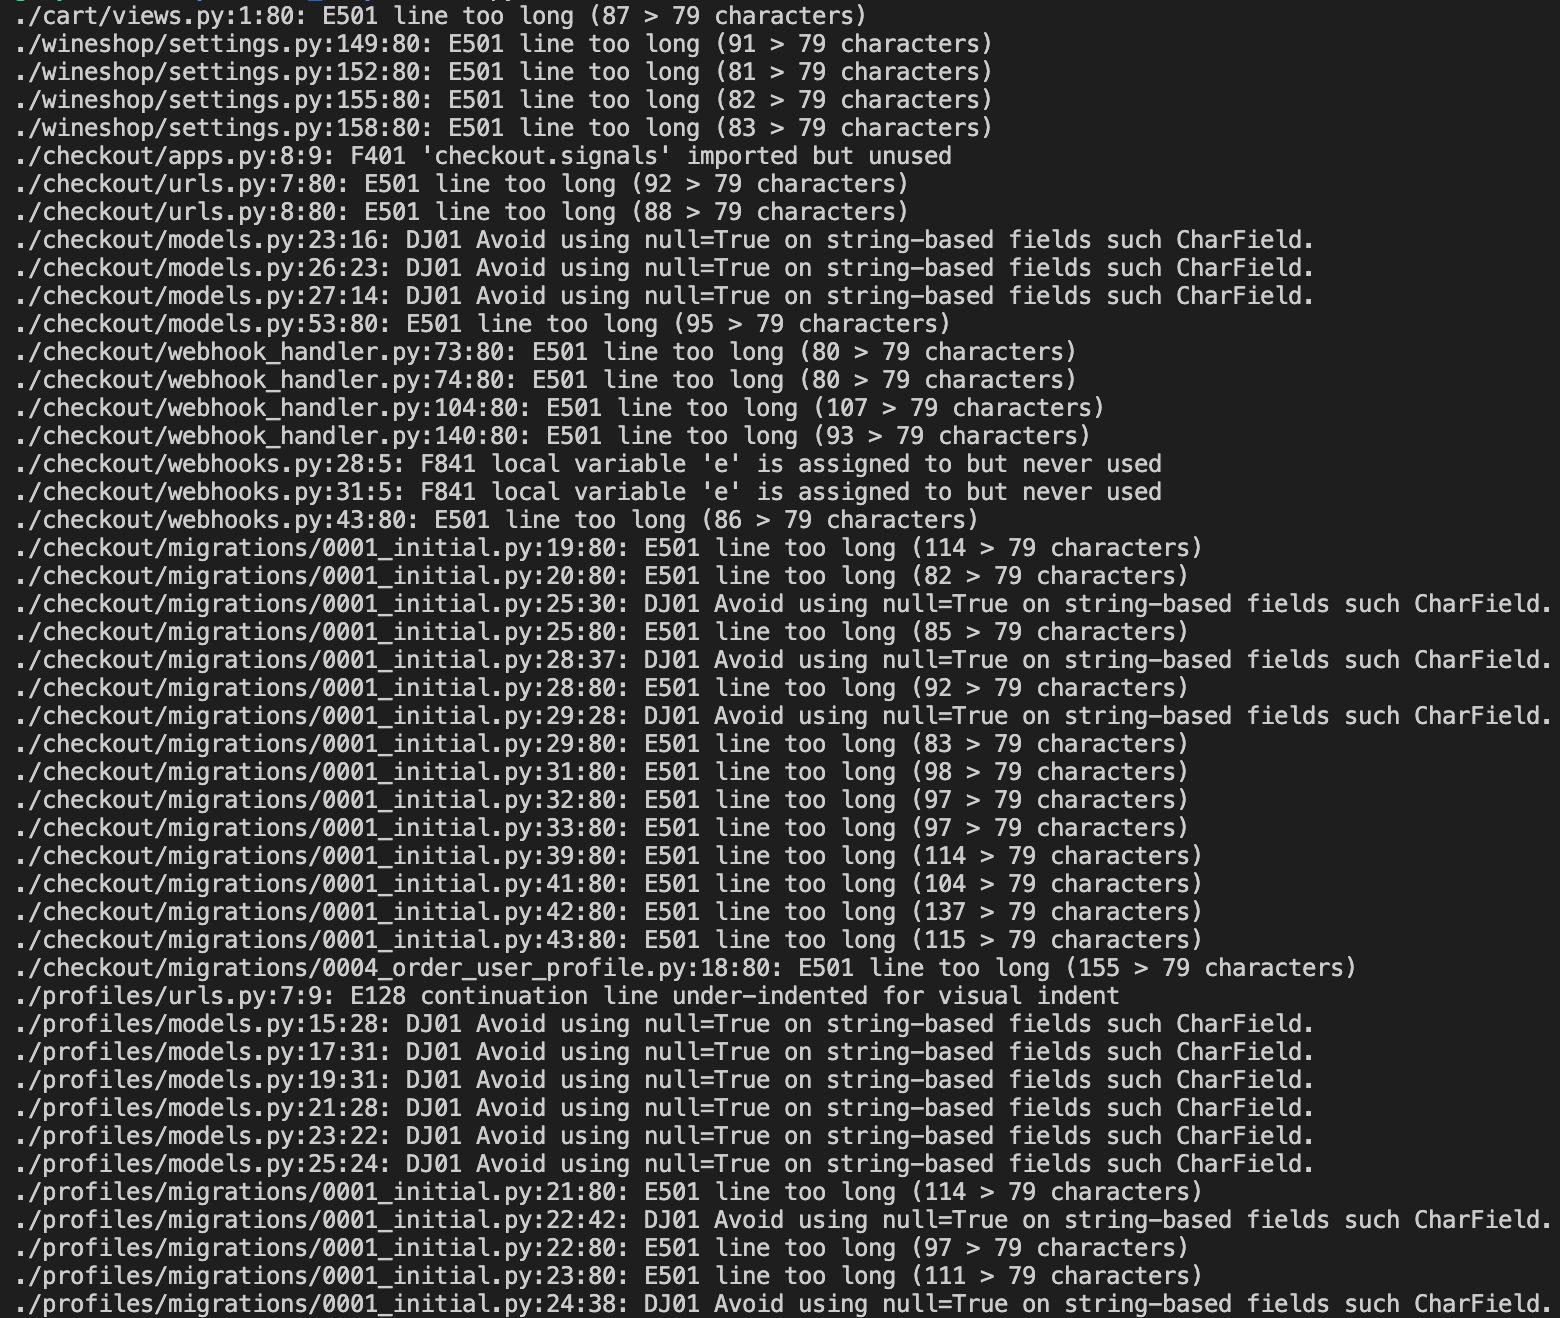 ./cart/views.py:1:80: E501 line too long (87 > 79 characters)
./wineshop/settings.py:149:80: E501 line too long (91 > 79 characters)
./wineshop/settings.py:152:80: E501 line too long (81 > 79 characters)
./wineshop/settings.py:155:80: E501 line too long (82 > 79 characters)
./wineshop/settings.py:158:80: E501 line too long (83 > 79 characters)
./checkout/apps.py:8:9: F401 'checkout.signals' imported but unused
./checkout/urls.py:7:80: E501 line too long (92 > 79 characters)
./checkout/urls.py:8:80: E501 line too long (88 > 79 characters)
./checkout/models.py:23:16: DJ01 Avoid using null=True on string-based fields such CharField.
./checkout/models.py:26:23: DJ01 Avoid using null=True on string-based fields such CharField.
./checkout/models.py:27:14: DJ01 Avoid using null=True on string-based fields such CharField.
./checkout/models.py:53:80: E501 line too long (95 > 79 characters)
./checkout/webhook_handler.py:73:80: E501 line too long (80 > 79 characters)
./checkout/webhook_handler.py:74:80: E501 line too long (80 > 79 characters)
./checkout/webhook_handler.py:104:80: E501 line too long (107 > 79 characters)
./checkout/webhook_handler.py:140:80: E501 line too long (93 > 79 characters)
./checkout/webhooks.py:28:5: F841 local variable 'e' is assigned to but never used
./checkout/webhooks.py:31:5: F841 local variable 'e' is assigned to but never used
./checkout/webhooks.py:43:80: E501 line too long (86 > 79 characters)
./checkout/migrations/0001_initial.py:19:80: E501 line too long (114 > 79 characters)
./checkout/migrations/0001_initial.py:20:80: E501 line too long (82 > 79 characters)
./checkout/migrations/0001_initial.py:25:30: DJ01 Avoid using null=True on string-based fields such CharField.
./checkout/migrations/0001_initial.py:25:80: E501 line too long (85 > 79 characters)
./checkout/migrations/0001_initial.py:28:37: DJ01 Avoid using null=True on string-based fields such CharField.
./checkout/migrations/0001_initial.py:28:80: E501 line too long (92 > 79 characters)
./checkout/migrations/0001_initial.py:29:28: DJ01 Avoid using null=True on string-based fields such CharField.
./checkout/migrations/0001_initial.py:29:80: E501 line too long (83 > 79 characters)
./checkout/migrations/0001_initial.py:31:80: E501 line too long (98 > 79 characters)
./checkout/migrations/0001_initial.py:32:80: E501 line too long (97 > 79 characters)
./checkout/migrations/0001_initial.py:33:80: E501 line too long (97 > 79 characters)
./checkout/migrations/0001_initial.py:39:80: E501 line too long (114 > 79 characters)
./checkout/migrations/0001_initial.py:41:80: E501 line too long (104 > 79 characters)
./checkout/migrations/0001_initial.py:42:80: E501 line too long (137 > 79 characters)
./checkout/migrations/0001_initial.py:43:80: E501 line too long (115 > 79 characters)
./checkout/migrations/0004_order_user_profile.py:18:80: E501 line too long (155 > 79 characters)
./profiles/urls.py:7:9: E128 continuation line under-indented for visual indent
./profiles/models.py:15:28: DJ01 Avoid using null=True on string-based fields such CharField.
./profiles/models.py:17:31: DJ01 Avoid using null=True on string-based fields such CharField.
./profiles/models.py:19:31: DJ01 Avoid using null=True on string-based fields such CharField.
./profiles/models.py:21:28: DJ01 Avoid using null=True on string-based fields such CharField.
./profiles/models.py:23:22: DJ01 Avoid using null=True on string-based fields such CharField.
./profiles/models.py:25:24: DJ01 Avoid using null=True on string-based fields such CharField.
./profiles/migrations/0001_initial.py:21:80: E501 line too long (114 > 79 characters)
./profiles/migrations/0001_initial.py:22:42: DJ01 Avoid using null=True on string-based fields such CharField.
./profiles/migrations/0001_initial.py:22:80: E501 line too long (97 > 79 characters)
./profiles/migrations/0001_initial.py:23:80: E501 line too long (111 > 79 characters)
./profiles/migrations/0001_initial.py:24:38: DJ01 Avoid using null=True on string-based fields such CharField.